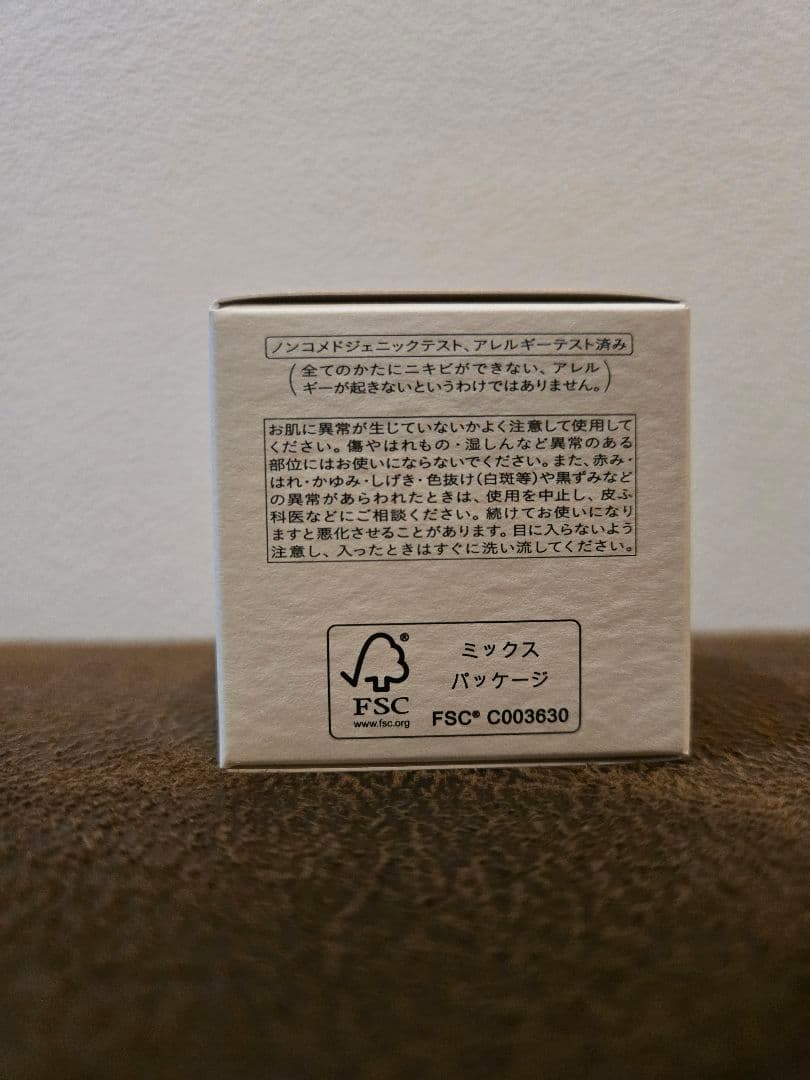 ノンコメドジェニックテスト、アレルギーテスト済み
(全てのかたにニキビができない、アレル
ギーが起きないというわけではありません。)
お肌に異常が生じていないかよく注意して使用して
ください。傷やはれもの・湿しんなど異常のある
部位にはお使いにならないでください。また、赤み・
はれ・かゆみ・しげき・色抜け(白斑等)や黒ずみなど
の異常があらわれたときは、使用を中止し、皮ふ
科医などにご相談ください。続けてお使いになり
ますと悪化させることがあります。目に入らないよう
注意し、入ったときはすぐに洗い流してください。
®
FSC
www.fsc.org
ミックス
パッケージ
FSC® C003630